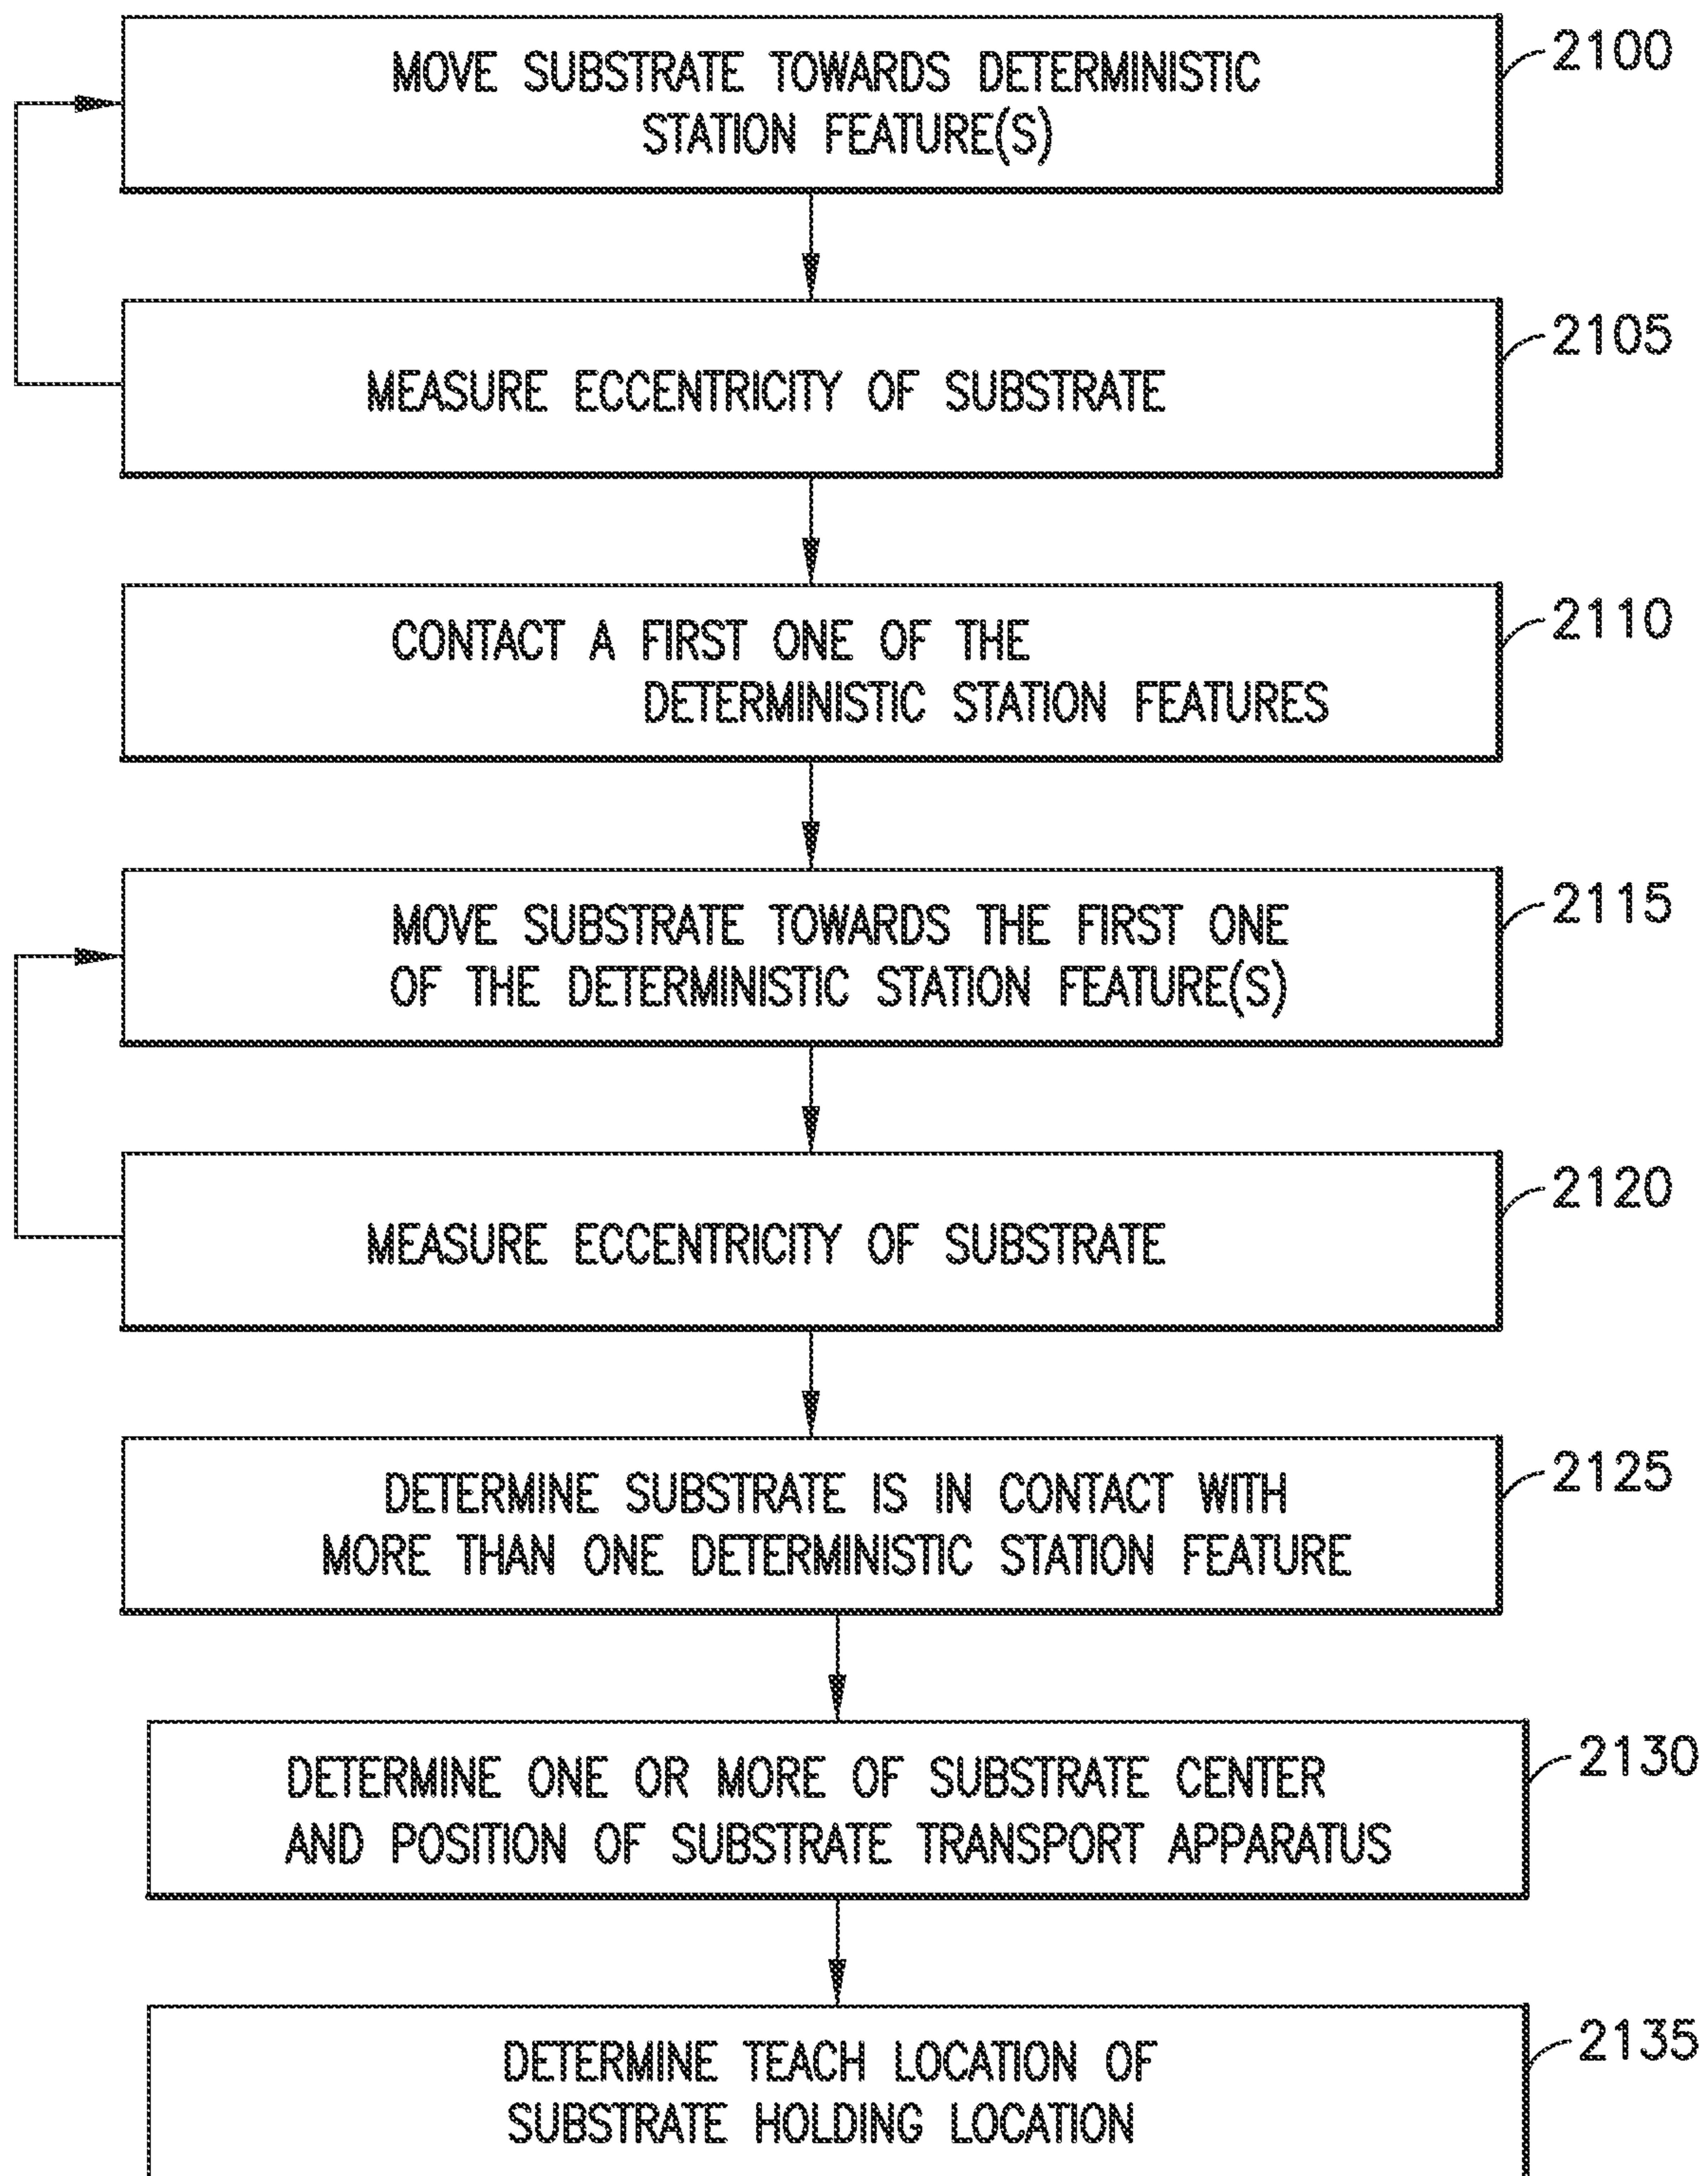 MOVE SUBSTRATE TOWARDS DETERMINISTIC
STATION FEATURE(S)
2100
MEASURE ECCENTRICITY OF SUBSTRATE
2105
CONTACT A FIRST ONE OF THE
DETERMINISTIC STATION FEATURES
2110
MOVE SUBSTRATE TOWARDS THE FIRST ONE
OF THE DETERMINISTIC STATION FEATURE(S)
2115
MEASURE ECCENTRICITY OF SUBSTRATE
2120
DETERMINE SUBSTRATE IS IN CONTACT WITH
MORE THAN ONE DETERMINISTIC STATION FEATURE
2125
DETERMINE ONE OR MORE OF SUBSTRATE CENTER
AND POSITION OF SUBSTRATE TRANSPORT APPARATUS
2130
DETERMINE TEACH LOCATION OF
SUBSTRATE HOLDING LOCATION
2135